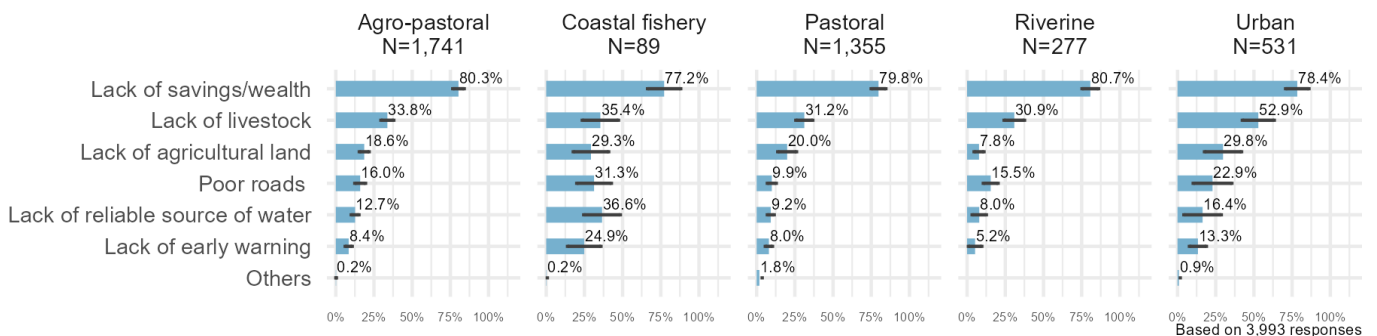 Agro-pastoral Coastal fishery Pastoral Riverine Urban
N=1,741 N=89 N=1,355 N=277 N=531
Lack of savings/wealth 80.3% 77.2% 79.8% 80.7% 78.4%
Lack of livestock 33.8% 35.4% 31.2% 30.9% 52.9%
Lack of agricultural land 18.6% 29.3% 20.0% 7.8% 29.8%
Poor roads 16.0% 31.3% 9.9% 15.5% 22.9%
Lack of reliable source of water 12.7% 36.6% 9.2% 8.0% 16.4%
Lack of early warning 8.4% 24.9% 8.0% 5.2% 13.3%
Others 0.2% 0.2% 1.8% 0.9%
0% 25% 50% 75% 100% 0% 25% 50% 75% 100% 0% 25% 50% 75% 100% 0% 25% 50% 75% 100% 0% 25% 50% 75% 100%
Based on 3,993 responses